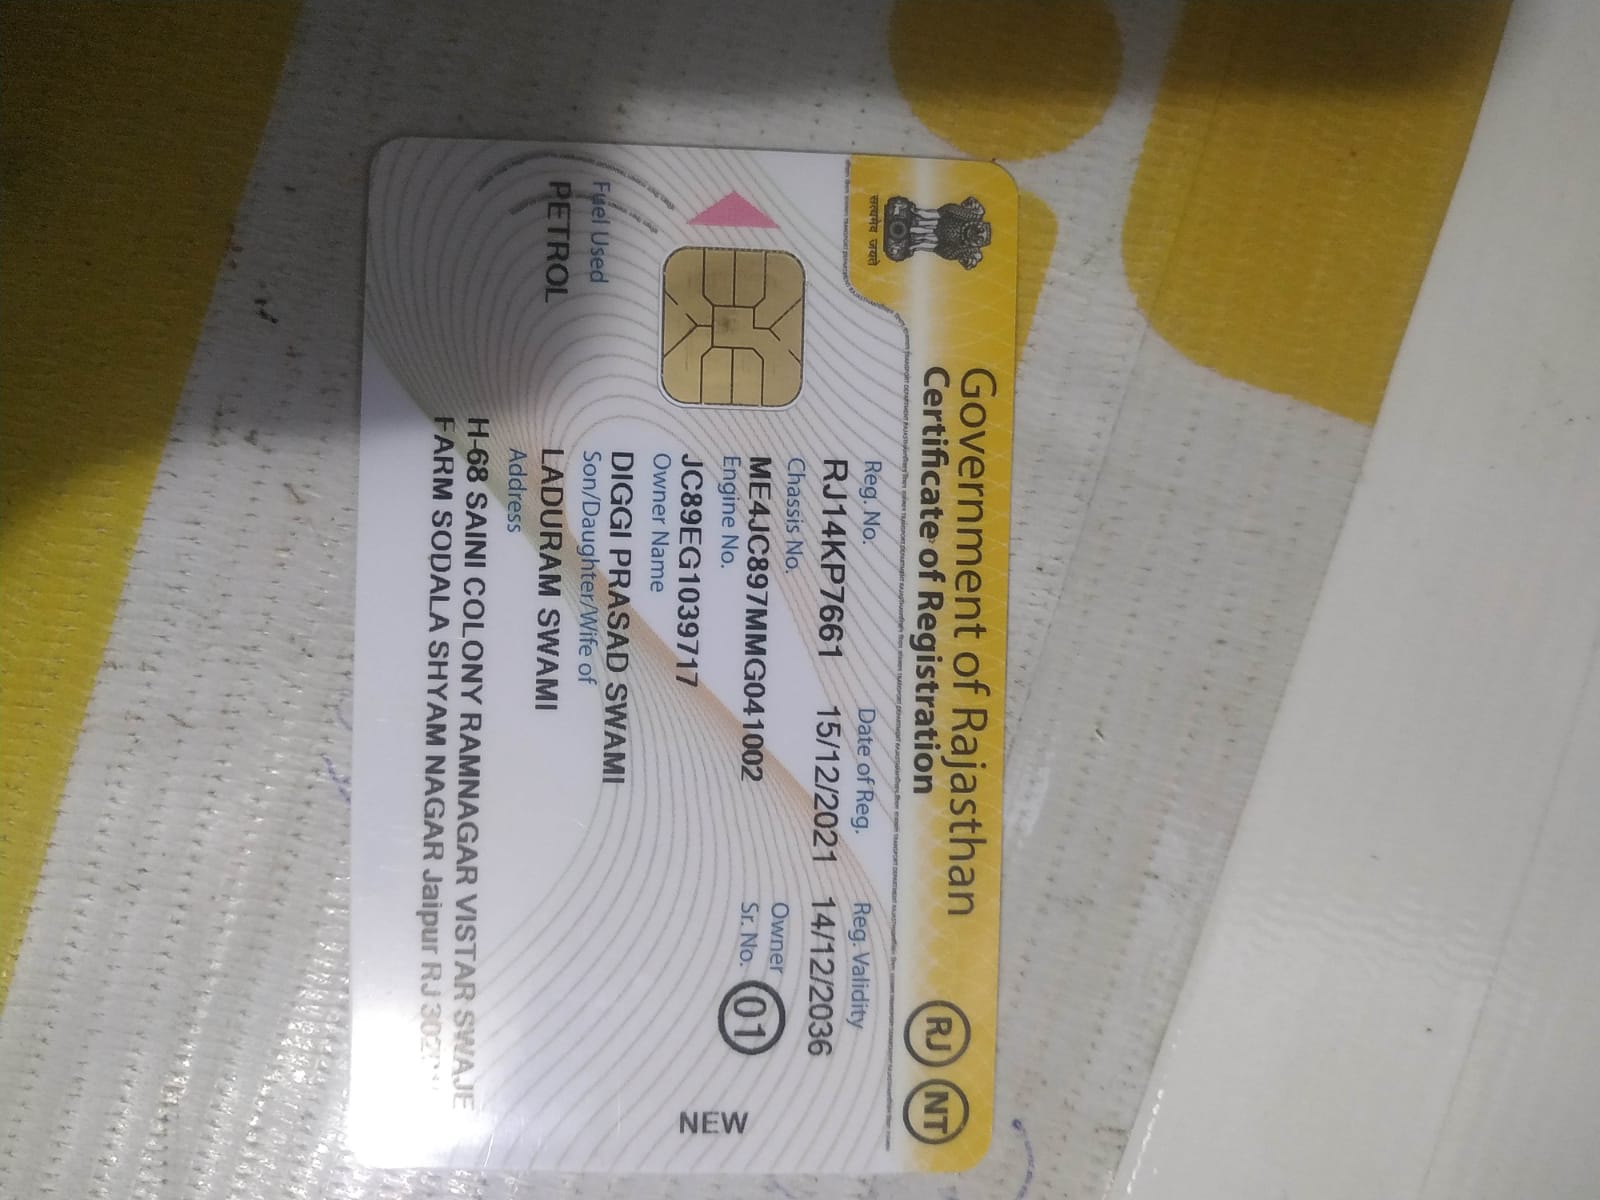 Government of Rajasthan
Certificate of Registration
RJ NT
सत्यमेव जयते
Reg. No. Date of Reg. Reg. Validity
RJ14KP7661 15/12/2021 14/12/2036
Chassis No.
ME4JC897MMG041002
Owner
Sr. No. 01
Engine No.
JC89EG1039717
NEW
Owner Name
DIGGI PRASAD SWAMI
Fuel Used
PETROL
Son/Daughter/Wife of
LADURAM SWAMI
Address
H-68 SAINI COLONY RAMNAGAR VISTAR SWAJE
FARM SODALA SHYAM NAGAR Jaipur RJ